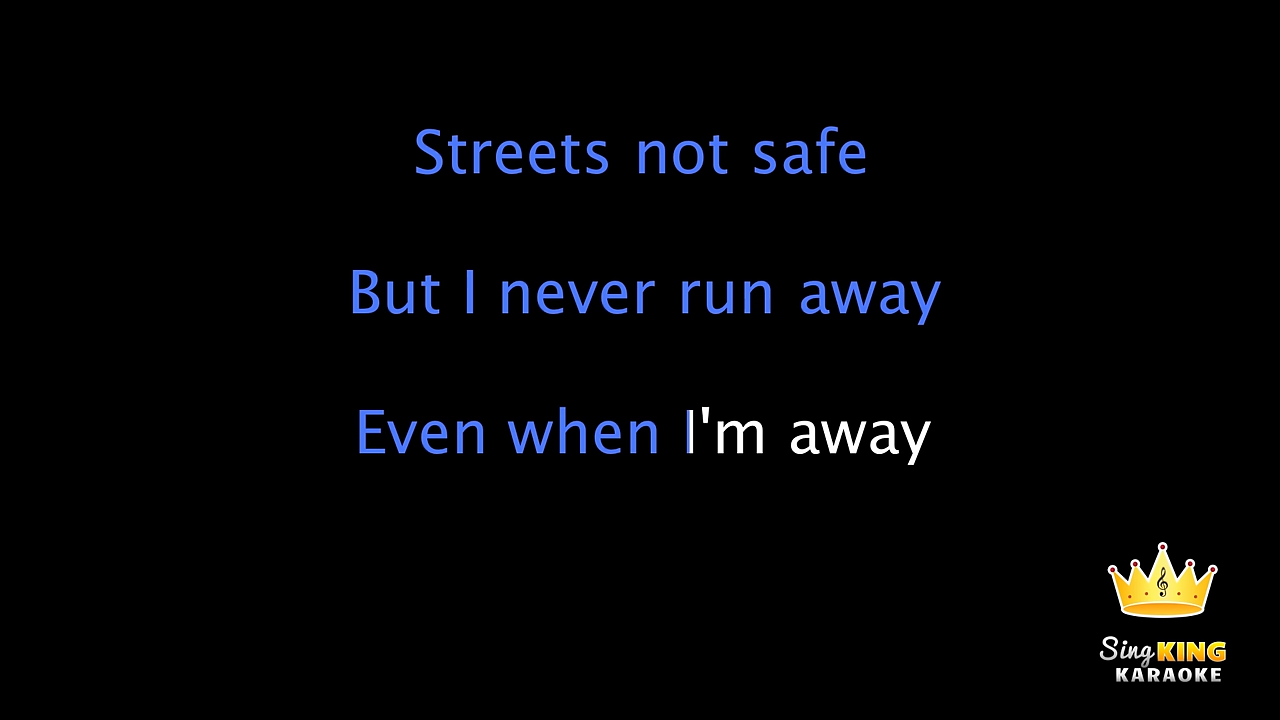 Streets not safe
But I never run away
Even when I'm away
Sing KING
KARAOKE